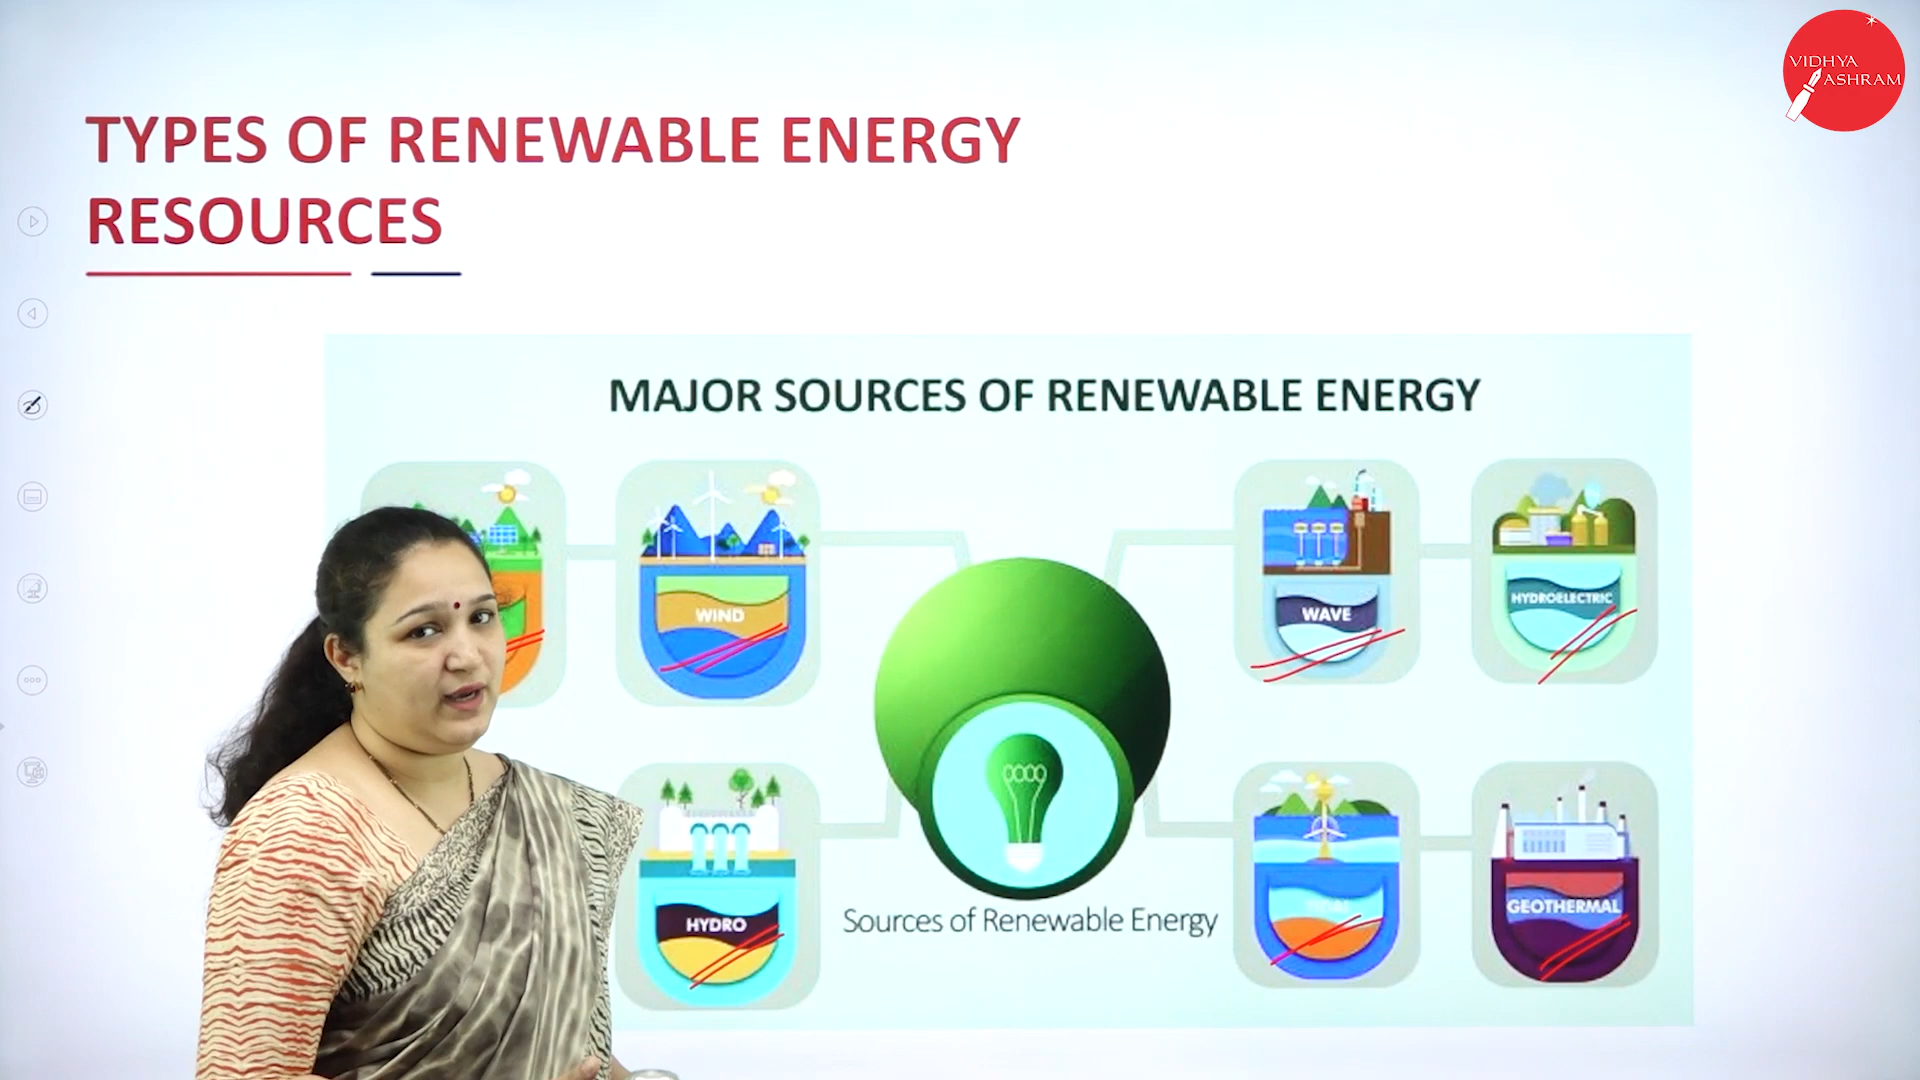 VIDHYA
ASHRAM
TYPES OF RENEWABLE ENERGY
RESOURCES
MAJOR SOURCES OF RENEWABLE ENERGY
WIND
WAVE
HYDROELECTRIC
HYDRO
GEOTHERMAL
Sources of Renewable Energy